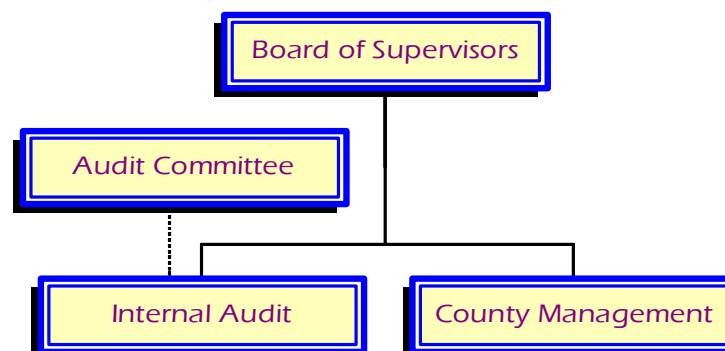 Board of Supervisors
Audit Committee
Internal Audit
County Management